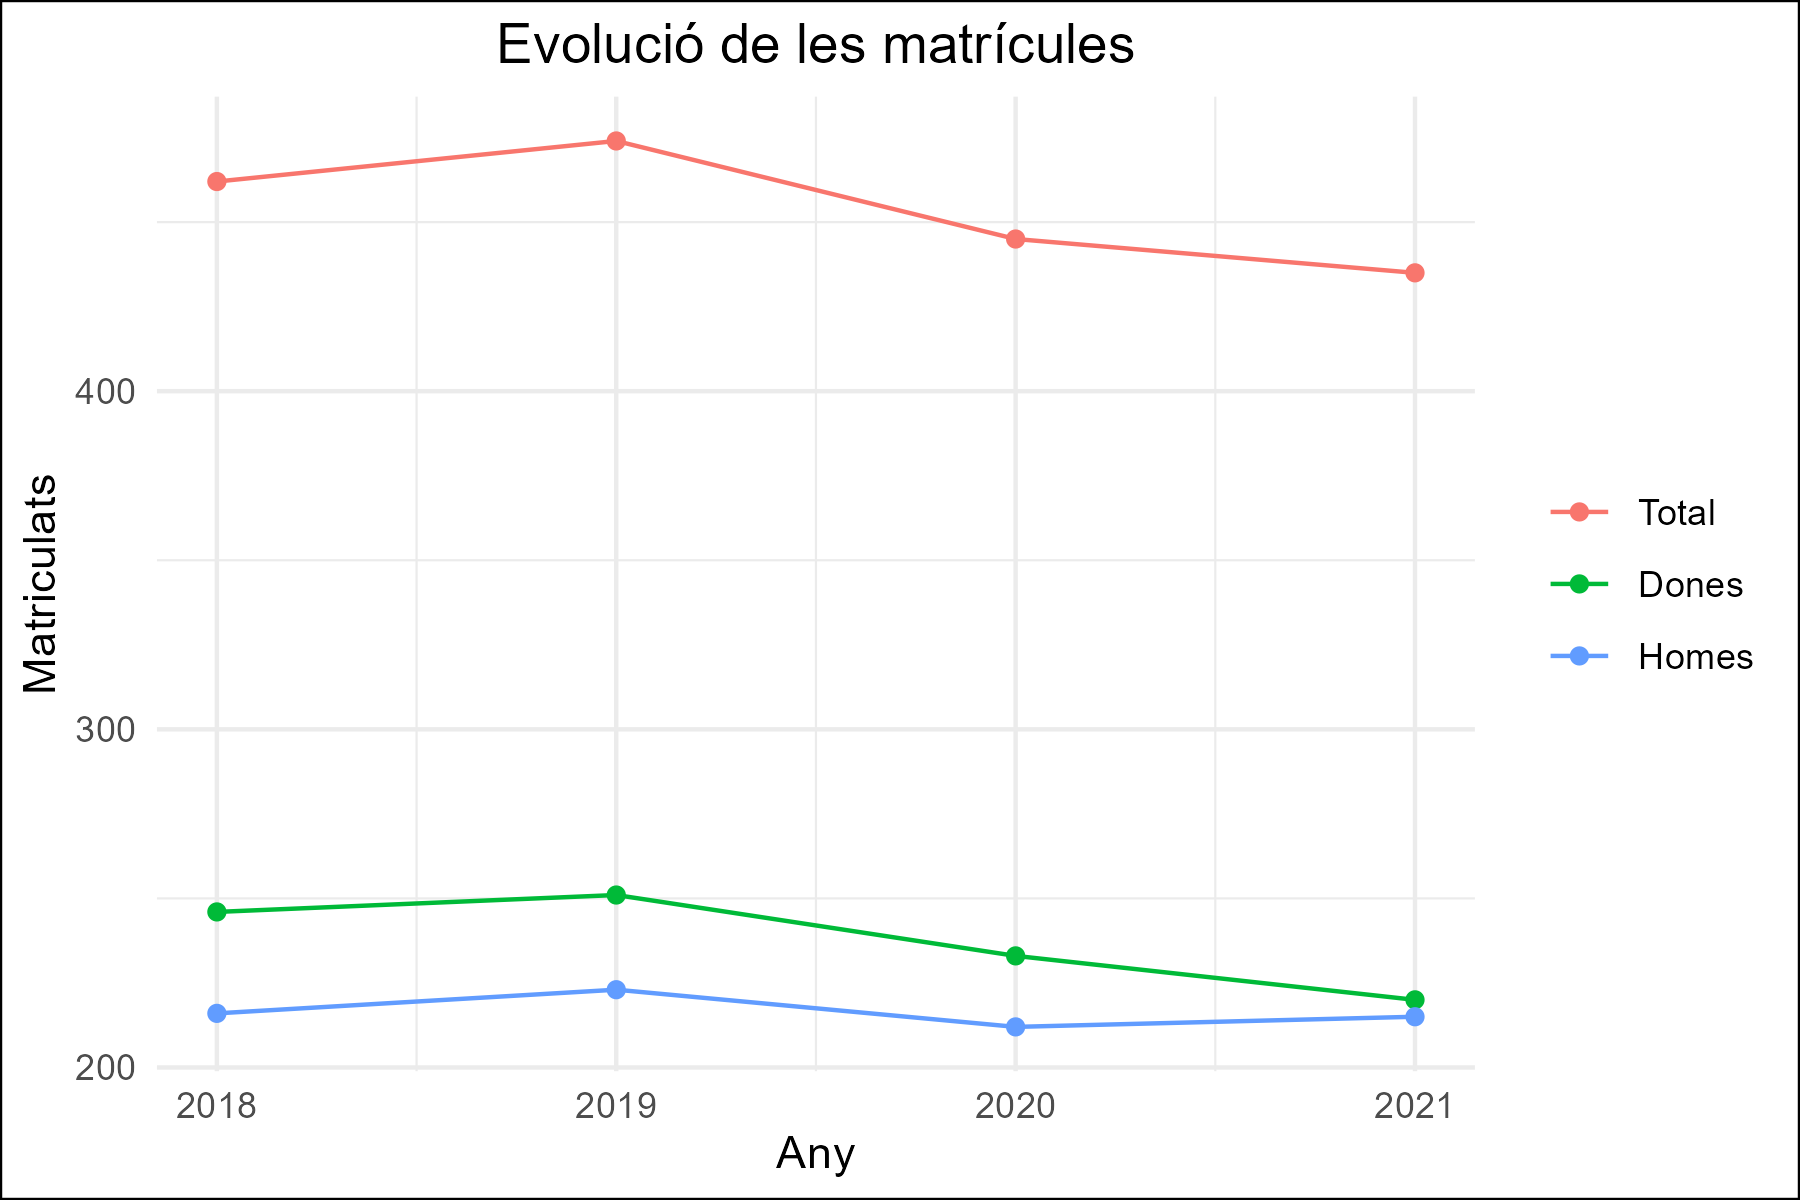 Evolució de les matrícules
Matriculats
400
300
200
2018 2019 2020 2021
Any
Total
Dones
Homes